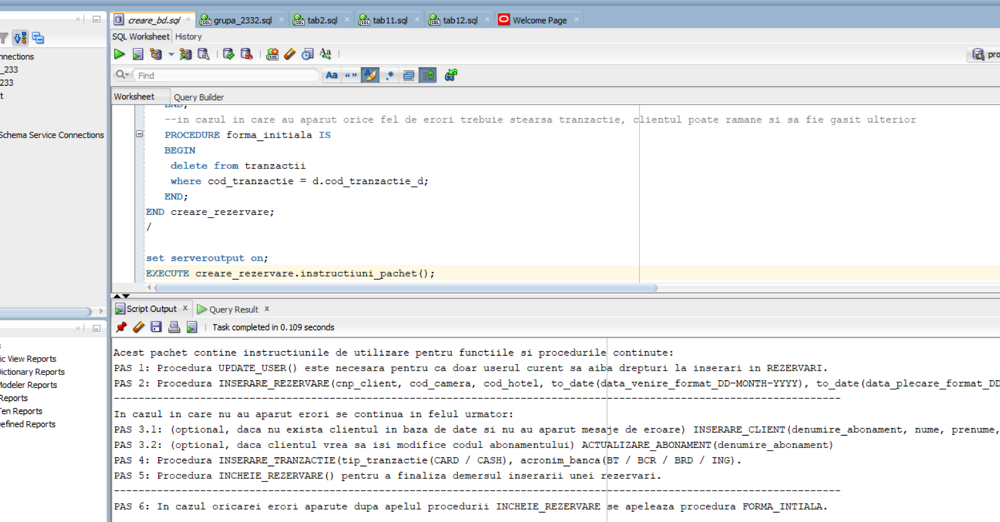 creare_bd.sql
grupa_2332.sql
tab2.sql
tab11.sql
tab12.sql
Welcome Page
SQL Worksheet History
Find
Worksheet
Query Builder
nnections
_233
233
t
Schema Service Connections
END;
--in cazul in care au aparut orice fel de erori trebuie stearsa tranzactie, clientul poate ramane si sa fie gasit ulterior
PROCEDURE forma_initiala IS
BEGIN
delete from tranzactii
where cod_tranzactie = d.cod_tranzactie_d;
END;
END creare_rezervare;
/
set serveroutput on;
EXECUTE creare_rezervare.instructiuni_pachet();
Script Output
Query Result
Task completed in 0.109 seconds
s
ic View Reports
Dictionary Reports
Modeler Reports
Reports
Ten Reports
efined Reports
Acest pachet contine instructiunile de utilizare pentru functiile si procedurile continute:
PAS 1: Procedura UPDATE_USER() este necesara pentru ca doar userul curent sa aiba drepturi la inserari in REZERVARI.
PAS 2: Procedura INSERARE_REZERVARE(cnp_client, cod_camera, cod_hotel, to_date(data_venire_format_DD-MONTH-YYYY), to_date(data_plecare_format_DD
----------------------------------------------------------------------------------------------------------------------
In cazul in care nu au aparut erori se continua in felul urmator:
PAS 3.1: (optional, daca nu exista clientul in baza de date si nu au aparut mesaje de eroare) INSERARE_CLIENT(denumire_abonament, nume, prenume,
PAS 3.2: (optional, daca clientul vrea sa isi modifice codul abonamentului) ACTUALIZARE_ABONAMENT(denumire_abonament)
PAS 4: Procedura INSERARE_TRANZACTIE(tip_tranzactie(CARD / CASH), acronim_banca(BT / BCR / BRD / ING).
PAS 5: Procedura INCHEIE_REZERVARE() pentru a finaliza demersul inserarii unei rezervari.
----------------------------------------------------------------------------------------------------------------------
PAS 6: In cazul oricarei erori aparute dupa apelul procedurii INCHEIE_REZERVARE se apeleaza procedura FORMA_INTIALA.
pro